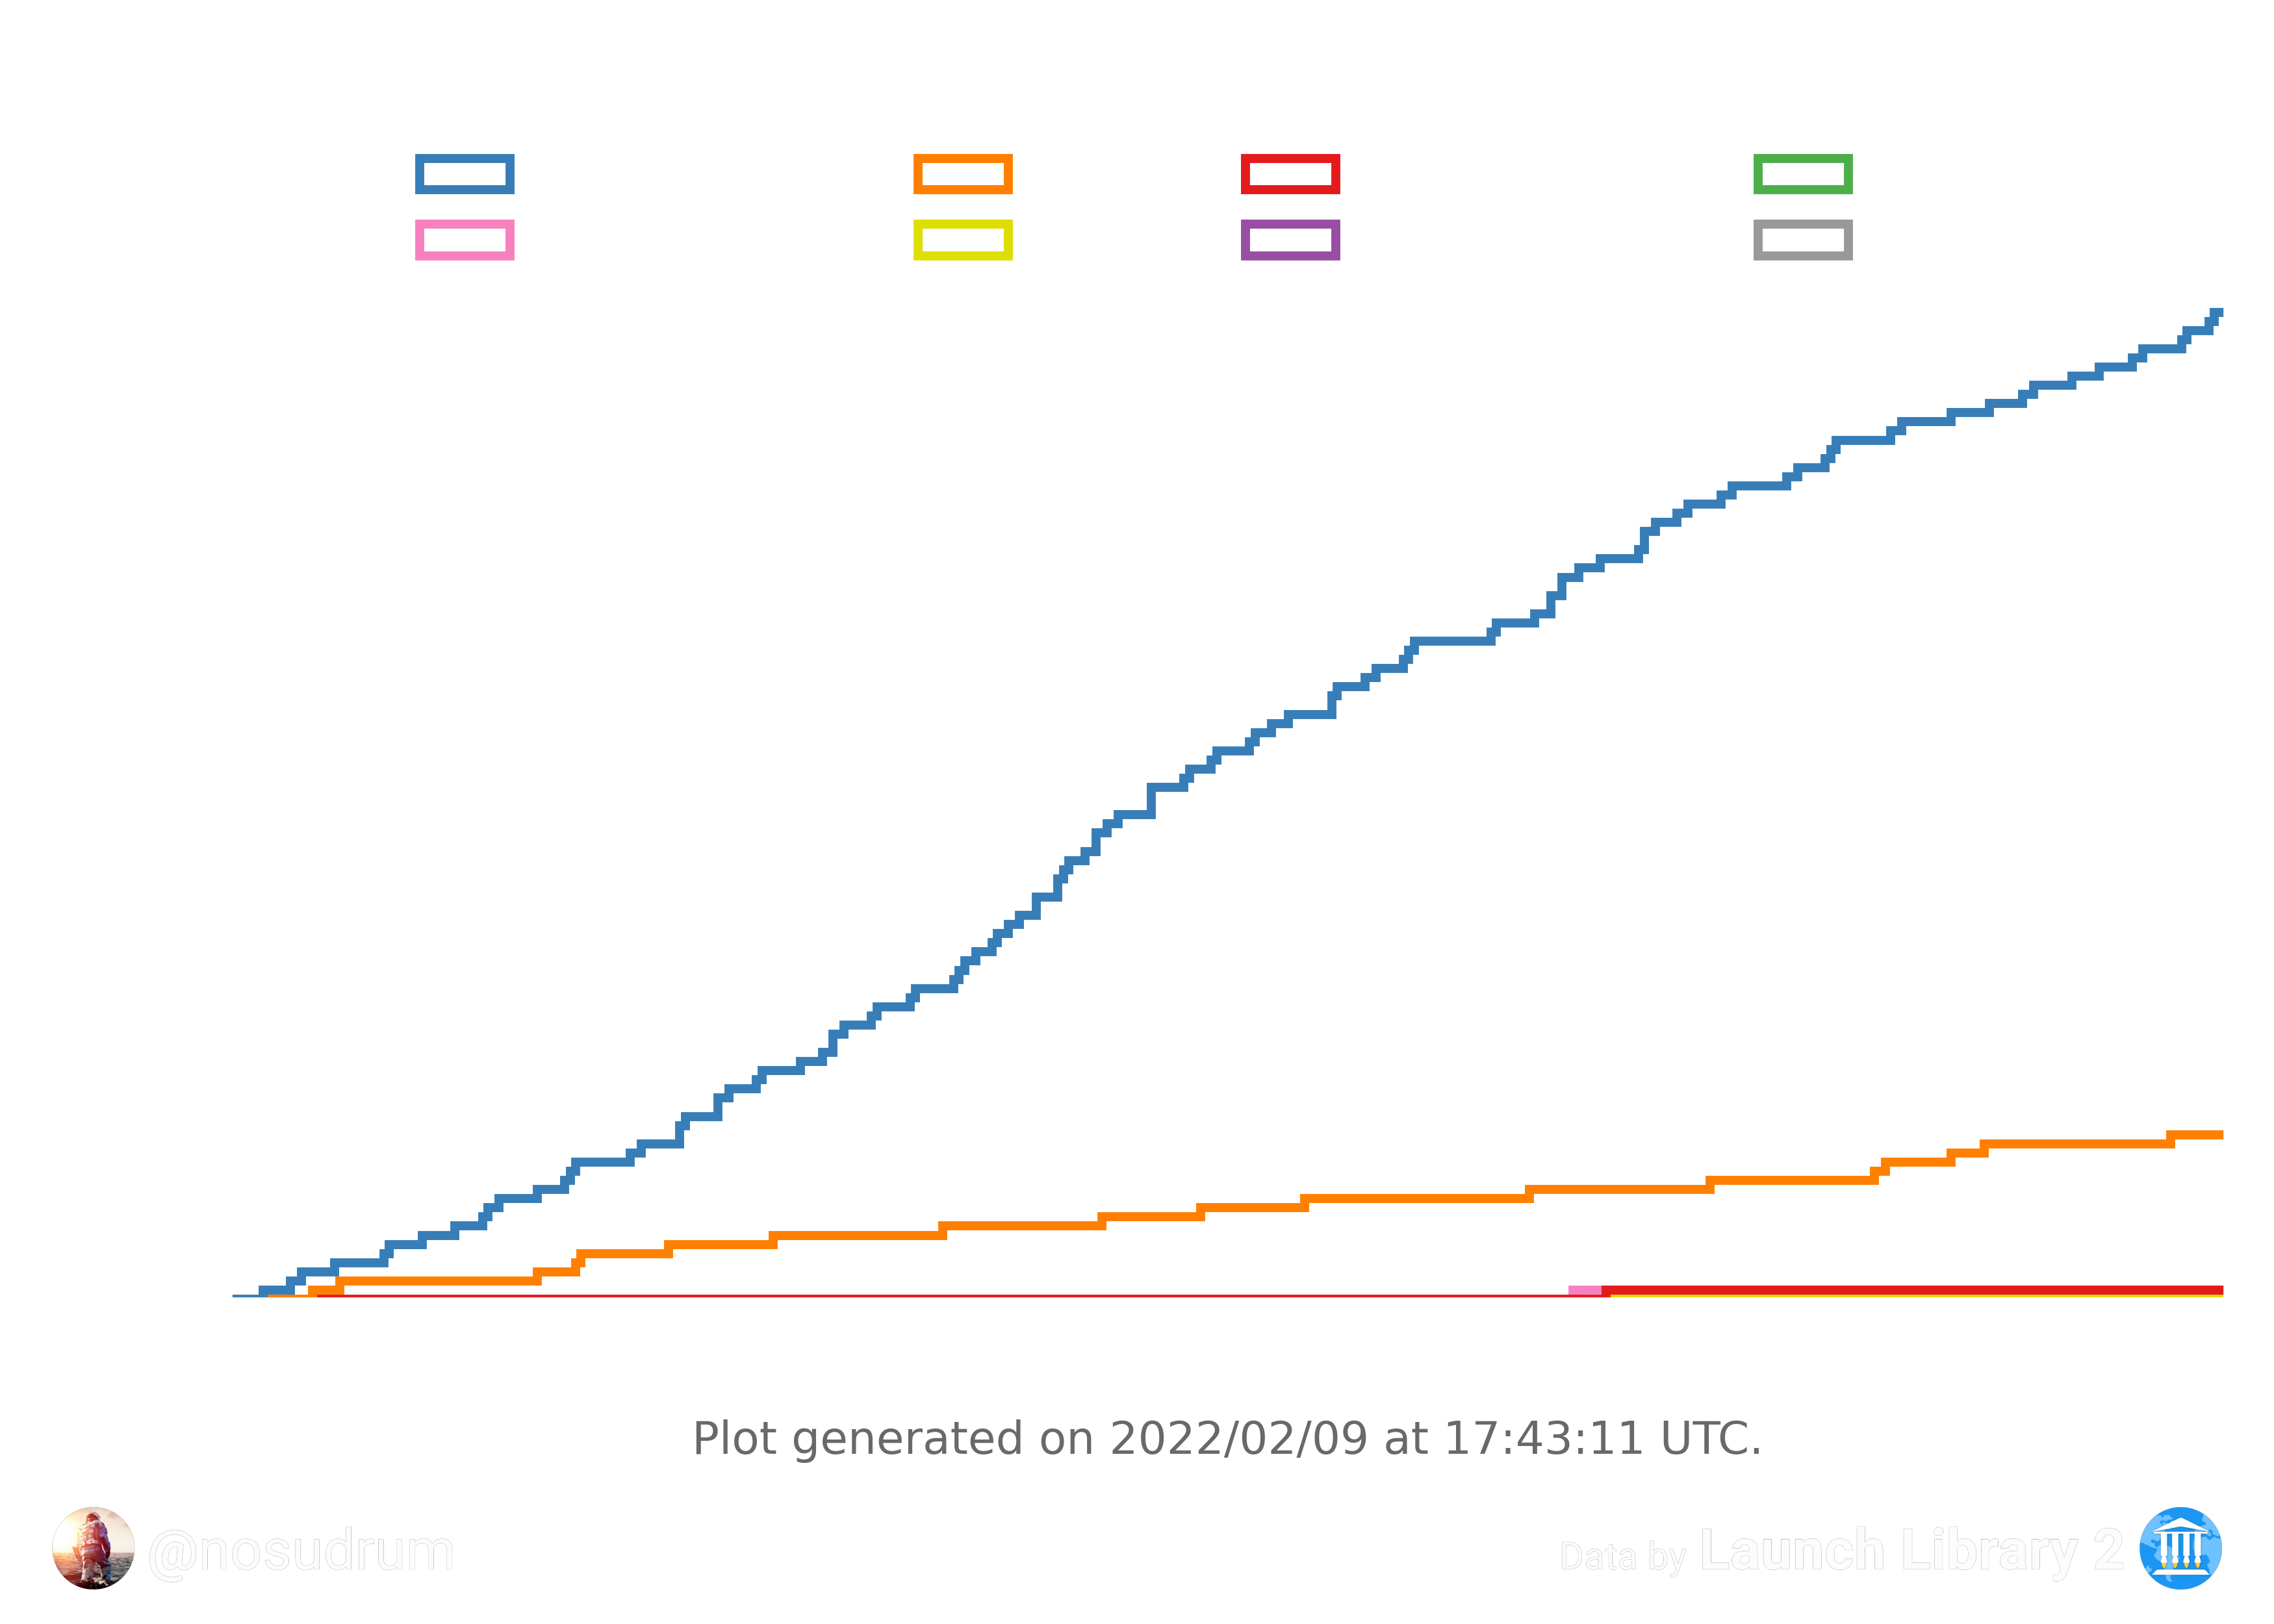 Plot generated on 2022/02/09 at 17:43:11 UTC.
@nosudrum
Data by Launch Library 2